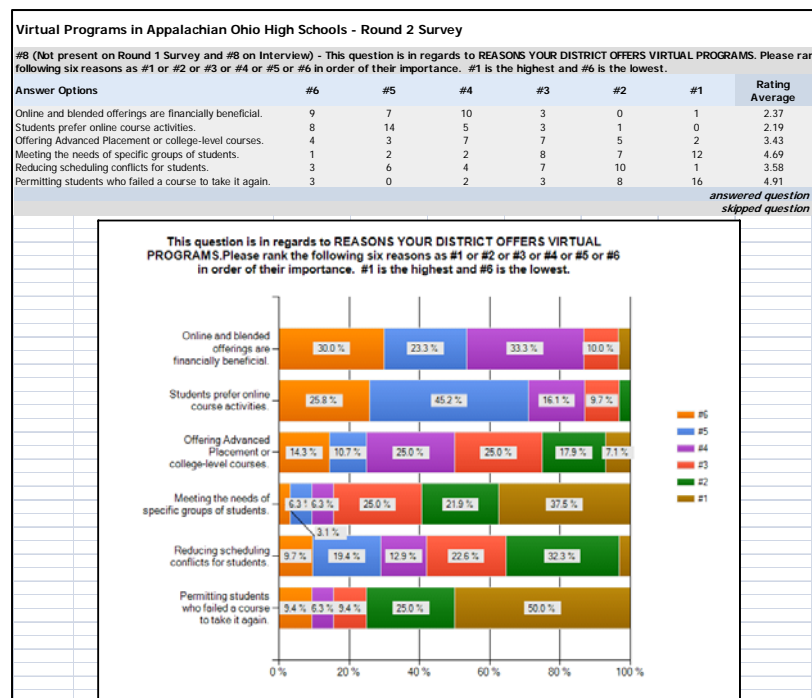 Virtual Programs in Appalachian Ohio High Schools - Round 2 Survey
#8 (Not present on Round 1 Survey and #8 on Interview) - This question is in regards to REASONS YOUR DISTRICT OFFERS VIRTUAL PROGRAMS. Please
following six reasons as #1 or #2 or #3 or #4 or #5 or #6 in order of their importance. #1 is the highest and #6 is the lowest.
Answer Options #6 #5 #4 #3 #2 #1 Rating Average
Online and blended offerings are financially beneficial. 9 7 10 3 0 1 2.37
Students prefer online course activities. 8 14 5 3 1 0 2.19
Offering Advanced Placement or college-level courses. 4 3 7 7 5 2 3.43
Meeting the needs of specific groups of students. 1 2 2 8 7 12 4.69
Reducing scheduling conflicts for students. 3 6 4 7 10 1 3.58
Permitting students who failed a course to take it again. 3 0 2 3 8 16 4.91
answered question
skipped question
This question is in regards to REASONS YOUR DISTRICT OFFERS VIRTUAL
PROGRAMS.Please rank the following six reasons as #1 or #2 or #3 or #4 or #5 or #6
in order of their importance. #1 is the highest and #6 is the lowest.
Online and blended
offerings are
financially beneficial.
30.0 % 23.3 % 33.3 % 10.0 %
Students prefer online
course activities.
25.8 % 45.2 % 16.1 % 9.7 %
Offering Advanced
Placement or
college-level courses.
14.3 % 10.7 % 25.0 % 25.0 % 17.9 % 7.1 %
Meeting the needs of
specific groups of students.
6.3 6.3 % 25.0 % 21.9 % 37.5 %
3.1 %
Reducing scheduling
conflicts for students.
9.7 % 19.4 % 12.9 % 22.6 % 32.3 %
Permitting students
who failed a course
to take it again.
9.4 % 6.3 % 9.4 % 25.0 % 50.0 %
#6
#5
#4
#3
#2
#1
0 % 20 % 40 % 60 % 80 % 100 %